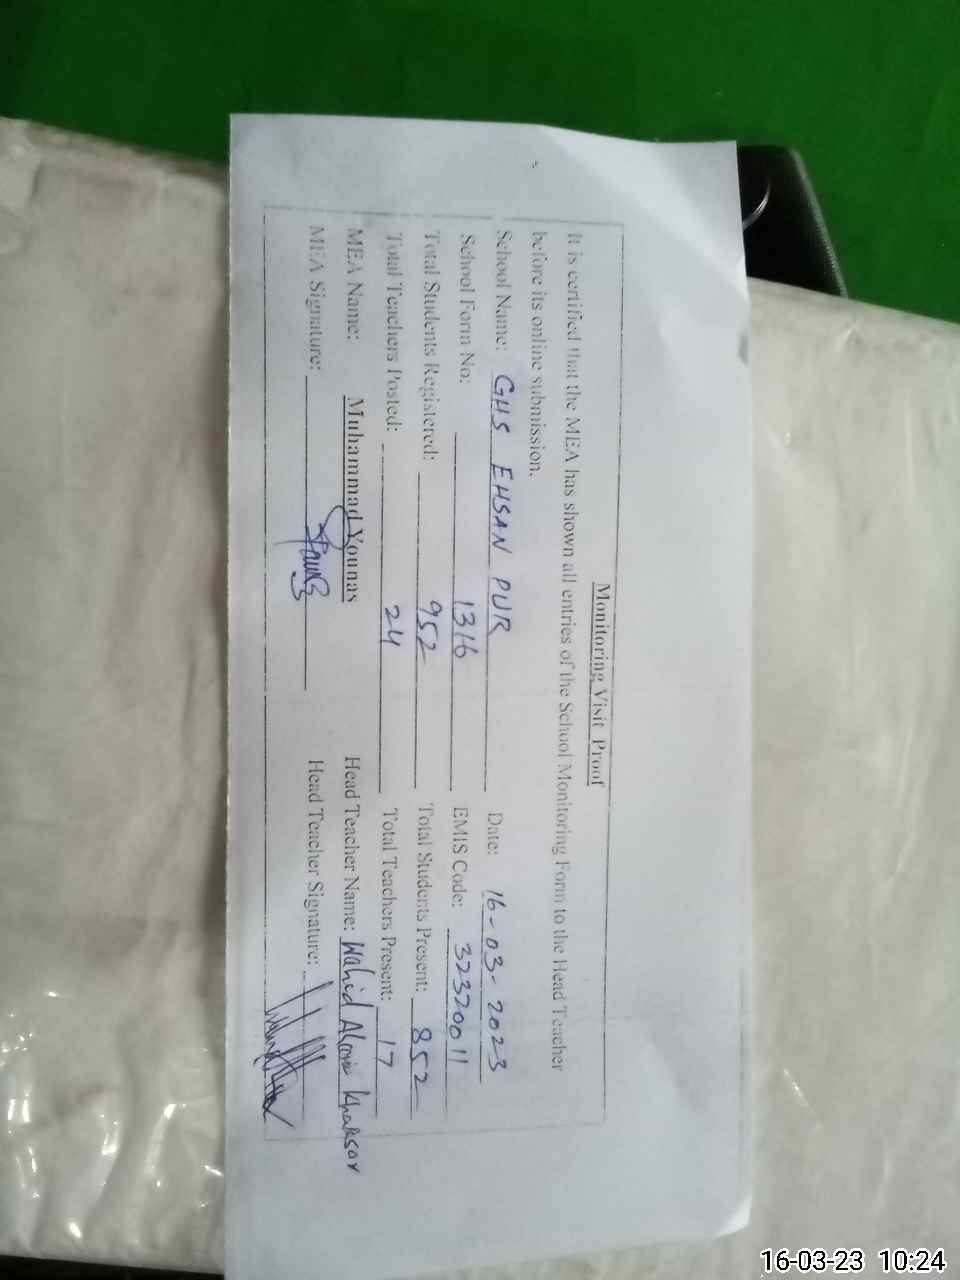 Monitoring Visit Proof
It is certified that the MEA has shown all entries of the School Monitoring Form to the Head Teacher
before its online submission.
School Name: GHS EHSAN PUR Date: 16-03-2023
School Form No: 1316 EMIS Code: 32320011
Total Students Registered: 952 Total Students Present: 852
Total Teachers Posted: 24 Total Teachers Present: 17
MEA Name: Muhammad Younas Head Teacher Name: Wahid Khaksar
MEA Signature: Head Teacher Signature:
16-03-23 10:24